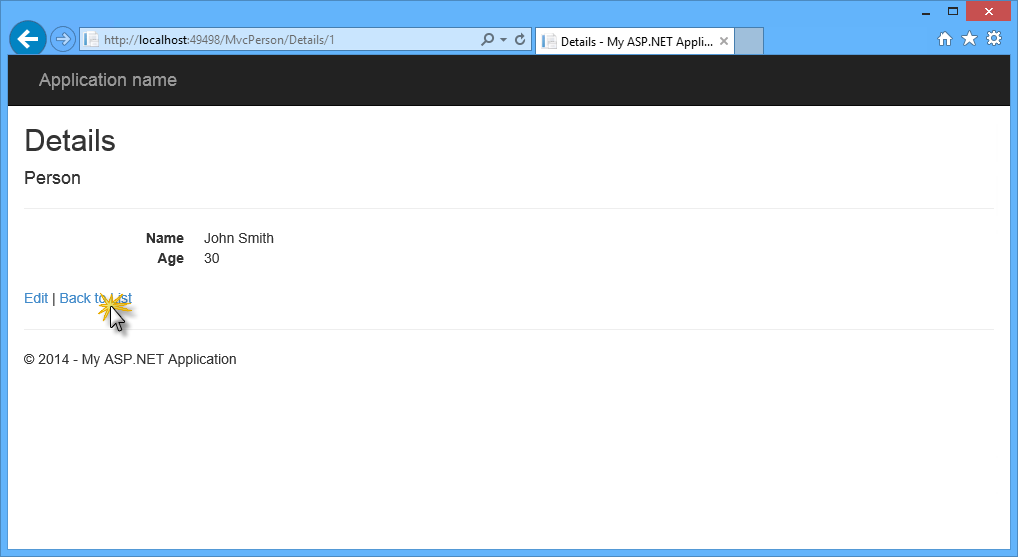 http://localhost:49498/MvcPerson/Details/1
Details - My ASP.NET Appli...
Application name
Details
Person
Name John Smith
Age 30
Edit | Back to List
© 2014 - My ASP.NET Application